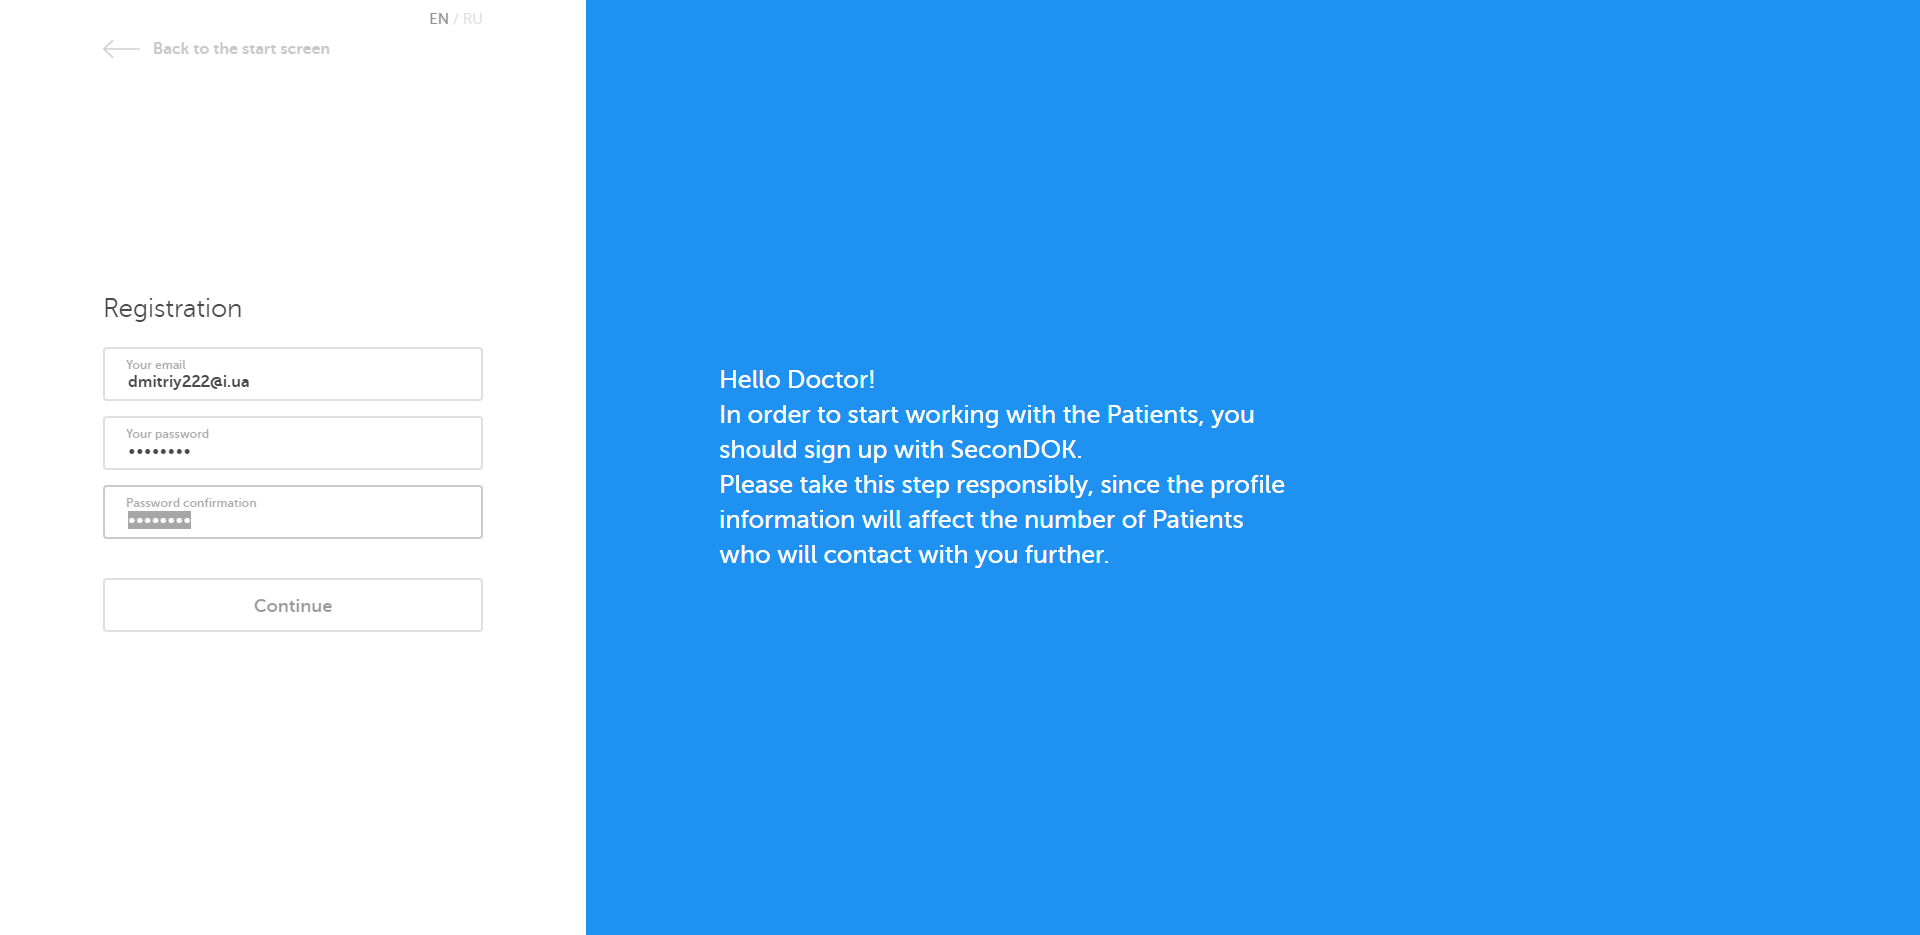 EN / RU
Back to the start screen
Registration
Your email
dmitriy222@i.ua
Your password
••••••••
Password confirmation
••••••••
Continue
Hello Doctor!
In order to start working with the Patients, you
should sign up with SeconDOK.
Please take this step responsibly, since the profile
information will affect the number of Patients
who will contact with you further.